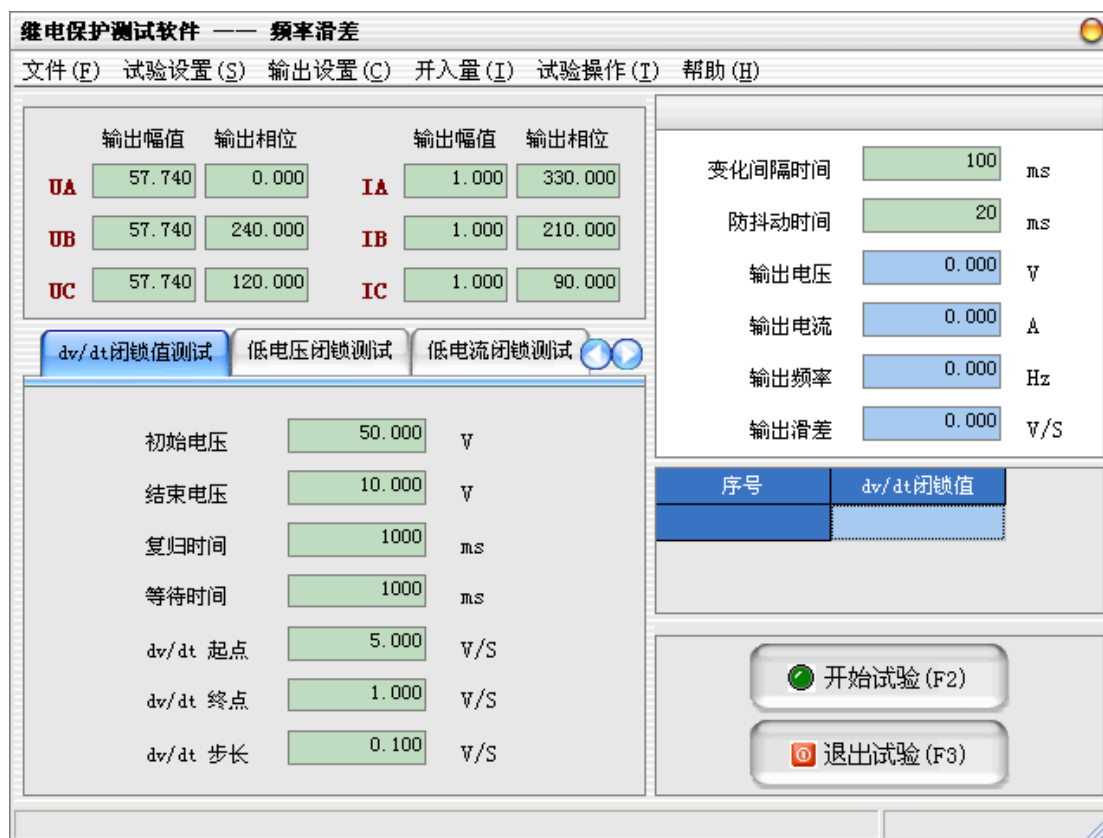 继电保护测试软件 —— 频率滑差
文件(F) 试验设置(S) 输出设置(C) 开入量(I) 试验操作(T) 帮助(H)
输出幅值 输出相位 输出幅值 输出相位
UA 57.740 0.000 IA 1.000 330.000
UB 57.740 240.000 IB 1.000 210.000
UC 57.740 120.000 IC 1.000 90.000
dv/dt闭锁值测试 低电压闭锁测试 低电流闭锁测试
初始电压 50.000 V
结束电压 10.000 V
复归时间 1000 ms
等待时间 1000 ms
dv/dt 起点 5.000 V/S
dv/dt 终点 1.000 V/S
dv/dt 步长 0.100 V/S
变化间隔时间 100 ms
防抖动时间 20 ms
输出电压 0.000 V
输出电流 0.000 A
输出频率 0.000 Hz
输出滑差 0.000 V/S
序号 dv/dt闭锁值
开始试验(F2)
退出试验(F3)